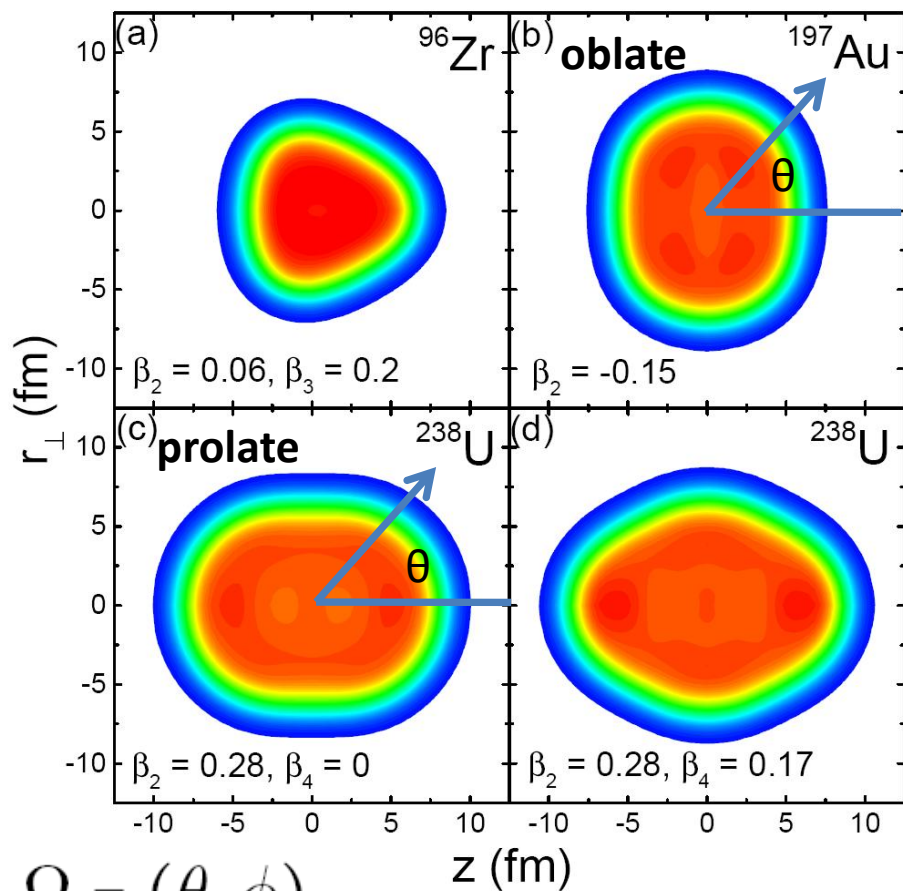 (a) ⁹⁶Zr
(b) oblate ¹⁹⁷Au
θ
β₂ = 0.06, β₃ = 0.2
β₂ = -0.15
(c) prolate ²³⁸U
θ
β₂ = 0.28, β₄ = 0
(d) ²³⁸U
β₂ = 0.28, β₄ = 0.17
10
5
0
-5
-10
10
5
0
-5
-10
r⊥ (fm)
-10 -5 0 5 10
-10 -5 0 5 10
z (fm)
Ω = (θ, φ)